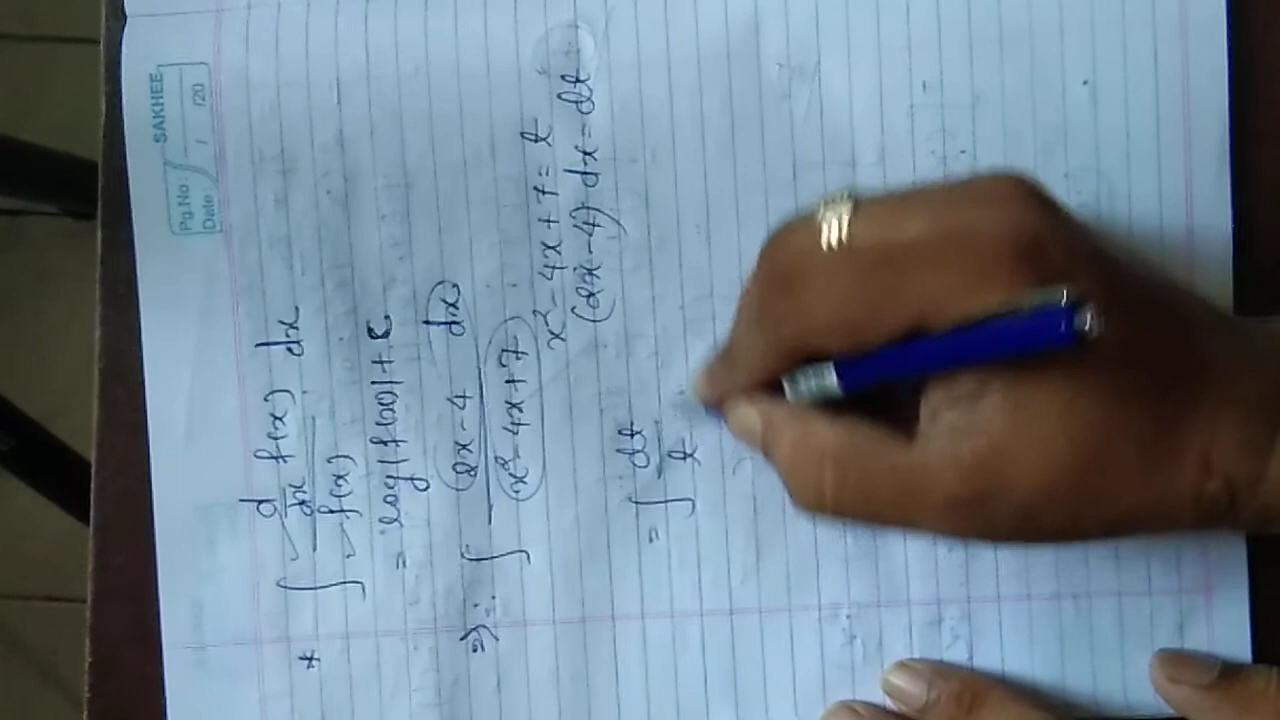 SAKHEE
Pg.No
Date: / /20
* ∫ d/dx f(x) / f(x) dx
= log|f(x)|+c
⇒ ∫ 2x-4 / x²-4x+7 dx
x²-4x+7=t
(2x-4) dx=dt
= ∫ dt/t